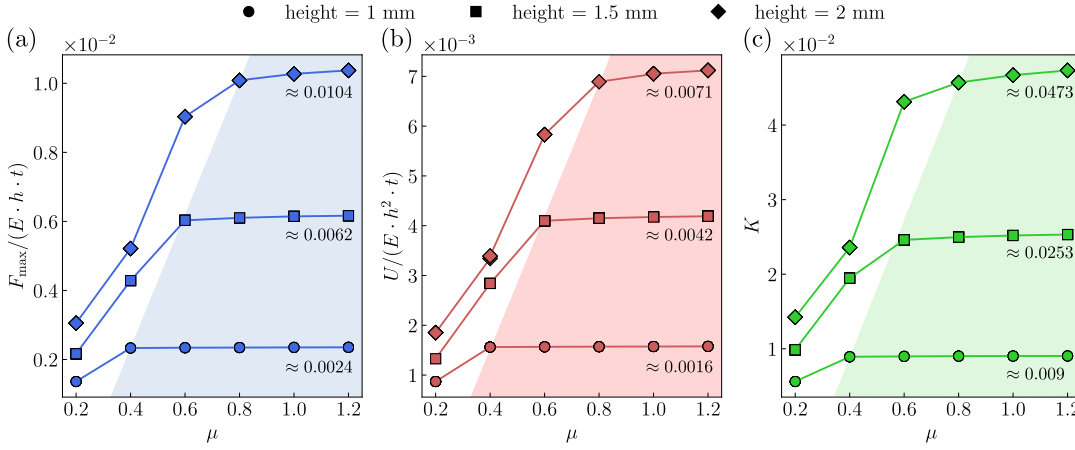 height = 1 mm height = 1.5 mm height = 2 mm
(a) ×10⁻² (b) ×10⁻³ (c) ×10⁻²
F_max/(E · h · t)
1.0
0.8
0.6
0.4
0.2
≈ 0.0104
≈ 0.0062
≈ 0.0024
0.2 0.4 0.6 0.8 1.0 1.2
μ
U/(E · h² · t)
7
6
5
4
3
2
1
≈ 0.0071
≈ 0.0042
≈ 0.0016
0.2 0.4 0.6 0.8 1.0 1.2
μ
K
4
3
2
1
≈ 0.0473
≈ 0.0253
≈ 0.009
0.2 0.4 0.6 0.8 1.0 1.2
μ